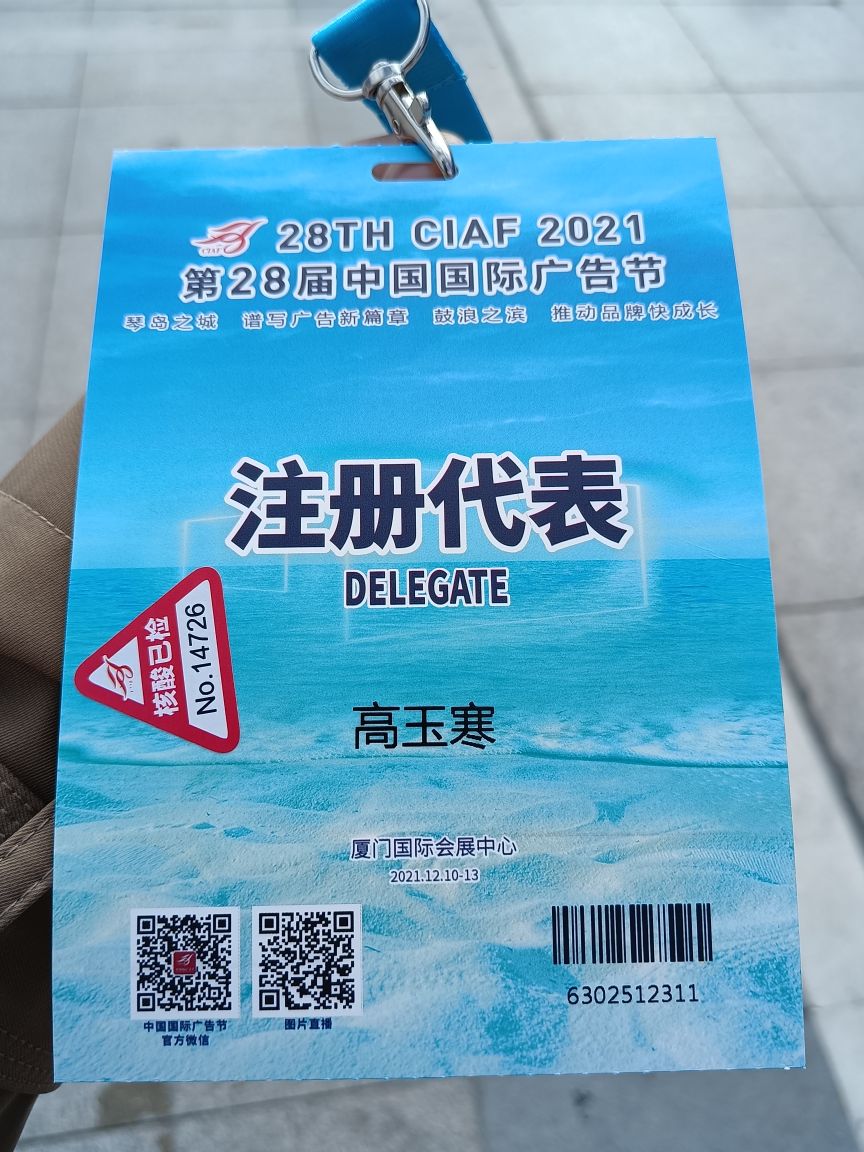 28TH CIAF 2021
第28届中国国际广告节
琴岛之城 谱写广告新篇章 鼓浪之滨 推动品牌快成长
注册代表
DELEGATE
核酸已检
No.14726
高玉寒
厦门国际会展中心
2021.12.10-13
中国国际广告节
官方微信
图片直播
6302512311